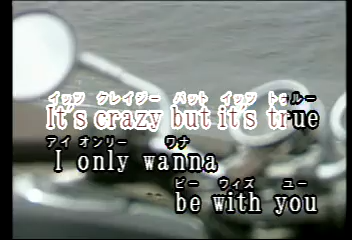 イッツ クレイジー バット イッツ トゥルー
It's crazy but it's true
アイ オンリー ワナ
I only wanna
ビー ウィズ ユー
be with you